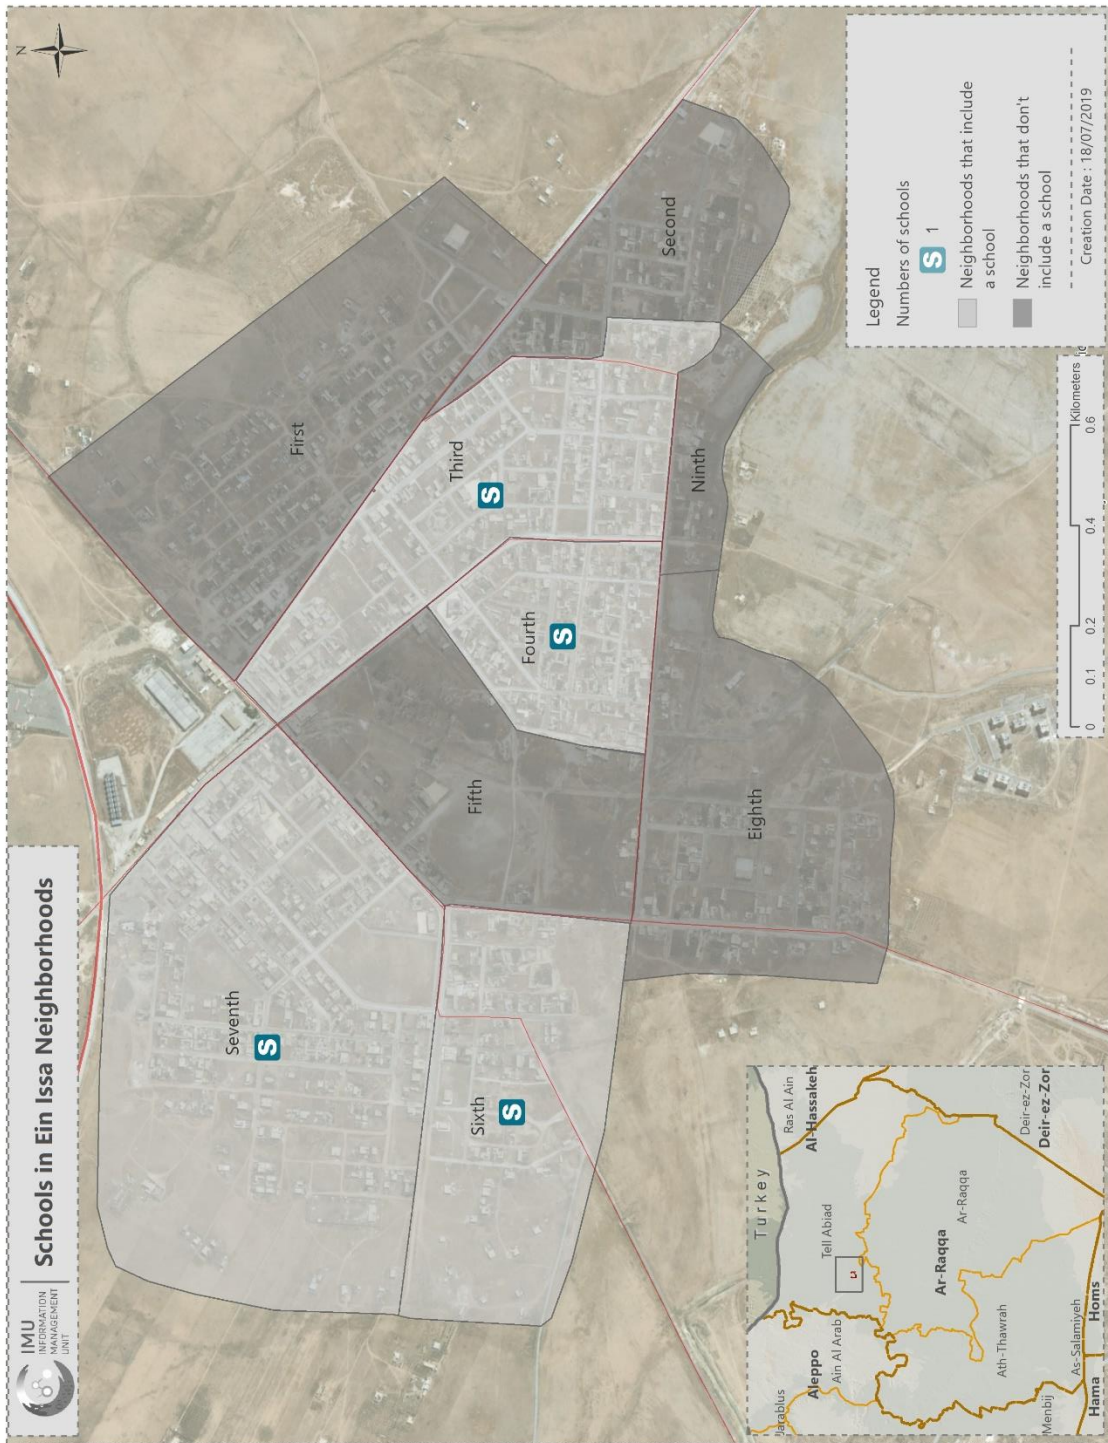 IMU
INFORMATION
MANAGEMENT
UNIT
Schools in Ein Issa Neighborhoods
N
First
Second
Third
Fourth
Fifth
Sixth
Seventh
Eighth
Ninth
S
S
S
S
Turkey
Jarablus
Aleppo
Ain Al Arab
Tell Abiad
Ras Al Ain
Al-Hassakeh
Menbij
Ath-Thawrah
Ar-Raqqa
Ar-Raqqa
Deir-ez-Zor
Deir-ez-Zor
Hama
As-Salamiyeh
Homs
0 0.1 0.2 0.4 0.6
Kilometers
Legend
Numbers of schools
S 1
Neighborhoods that include
a school
Neighborhoods that don't
include a school
Creation Date : 18/07/2019